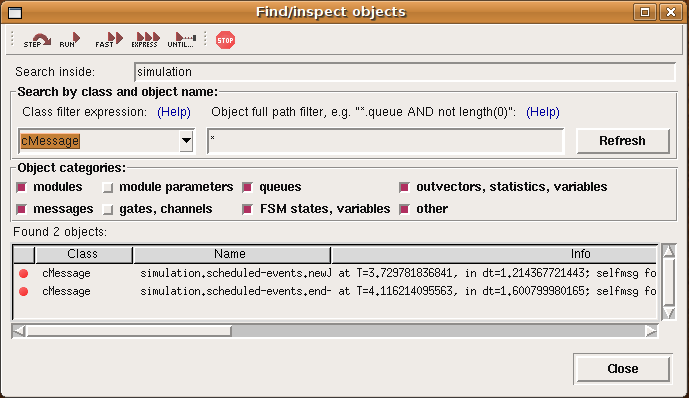 Find/inspect objects
STEP RUN FAST EXPRESS UNTIL... STOP
Search inside: simulation
Search by class and object name:
Class filter expression: (Help) Object full path filter, e.g. "*.queue AND not length(0)": (Help)
cMessage * Refresh
Object categories:
modules module parameters queues outvectors, statistics, variables
messages gates, channels FSM states, variables other
Found 2 objects:
Class Name Info
cMessage simulation.scheduled-events.newJ at T=3.729781836841, in dt=1.214367721443; selfmsg fo
cMessage simulation.scheduled-events.end- at T=4.116214095563, in dt=1.600799980165; selfmsg fo
Close